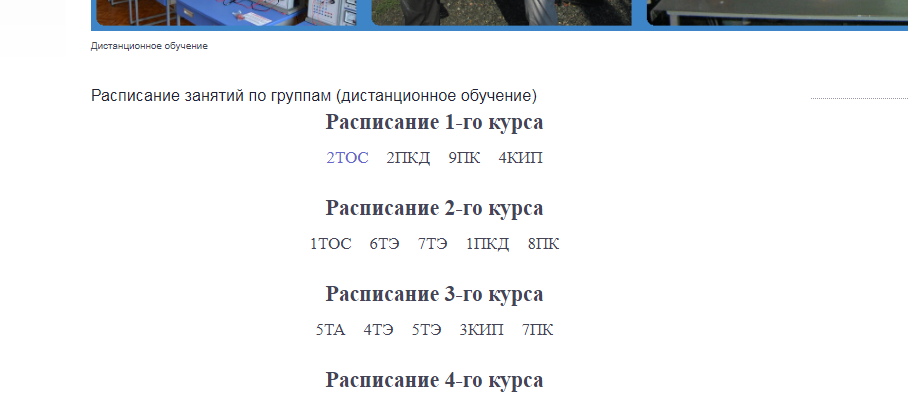 Дистанционное обучение
Расписание занятий по группам (дистанционное обучение)
Расписание 1-го курса
2ТОС 2ПКД 9ПК 4КИП
Расписание 2-го курса
1ТОС 6ТЭ 7ТЭ 1ПКД 8ПК
Расписание 3-го курса
5ТА 4ТЭ 5ТЭ 3КИП 7ПК
Расписание 4-го курса